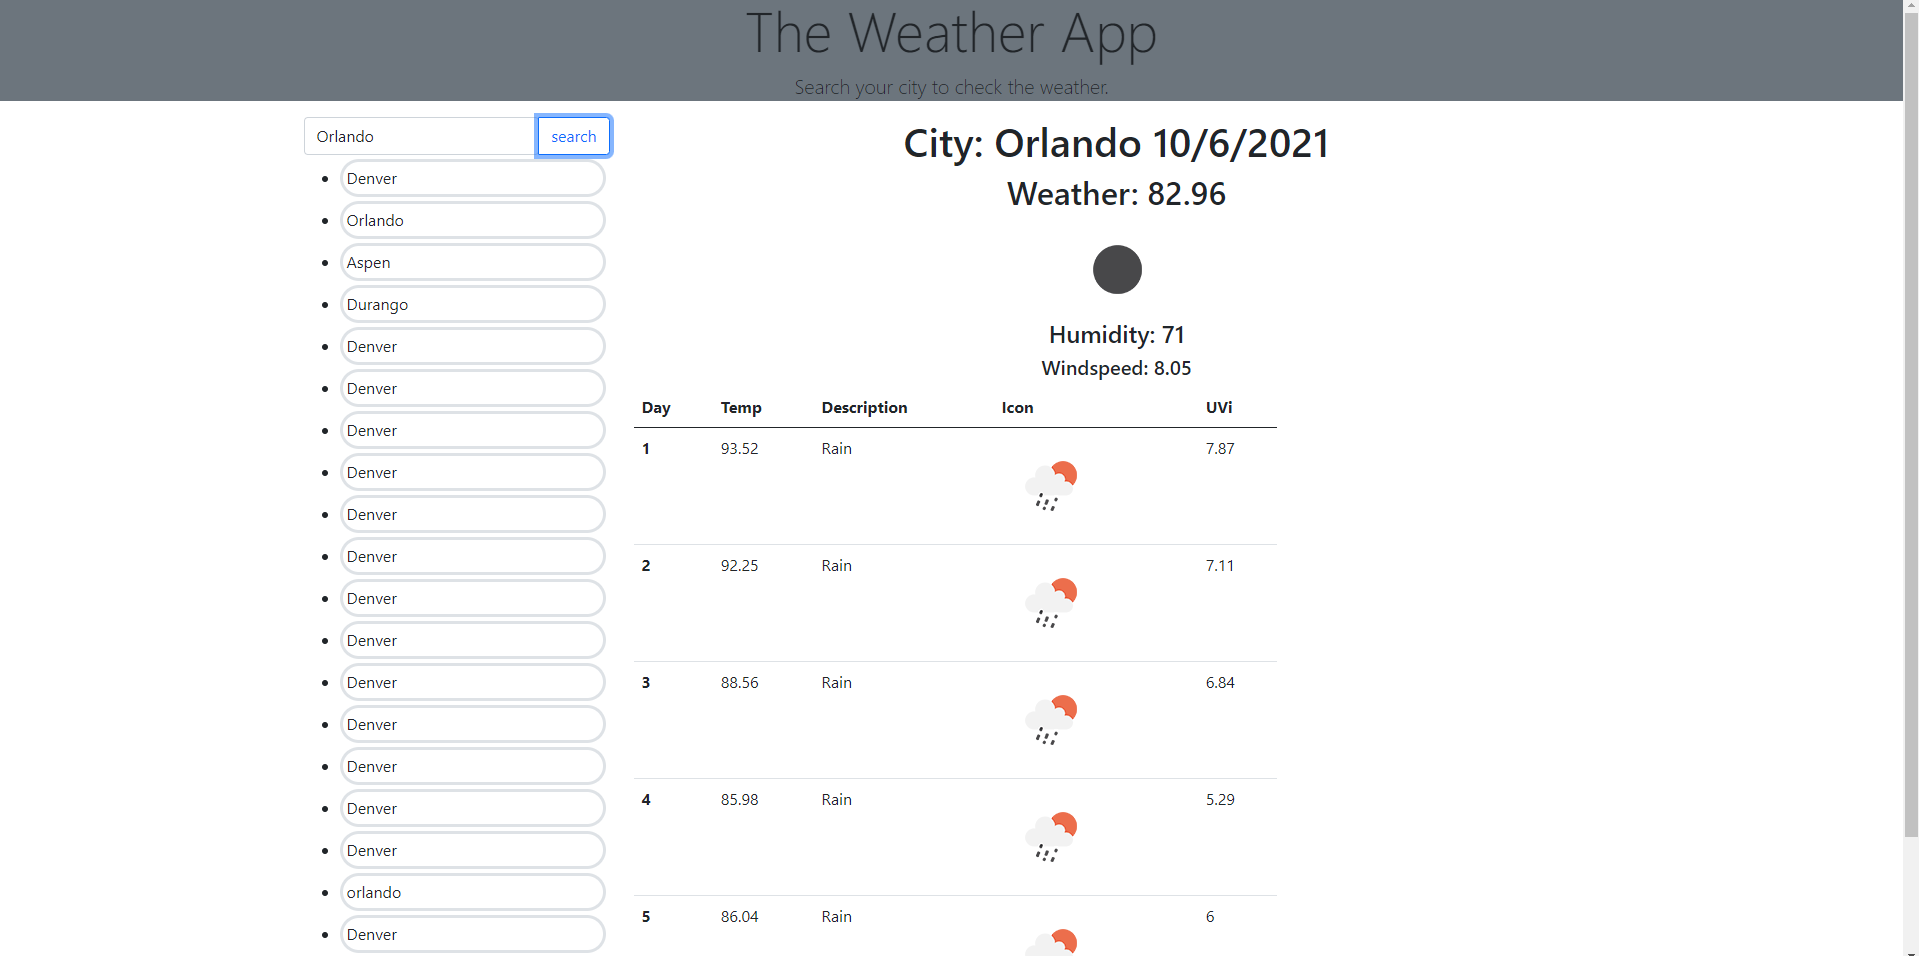 The Weather App
Search your city to check the weather.
Orlando search
Denver
Orlando
Aspen
Durango
Denver
Denver
Denver
Denver
Denver
Denver
Denver
Denver
Denver
Denver
Denver
Denver
Denver
orlando
Denver
City: Orlando 10/6/2021
Weather: 82.96
Humidity: 71
Windspeed: 8.05
Day Temp Description Icon UVi
1 93.52 Rain 7.87
2 92.25 Rain 7.11
3 88.56 Rain 6.84
4 85.98 Rain 5.29
5 86.04 Rain 6